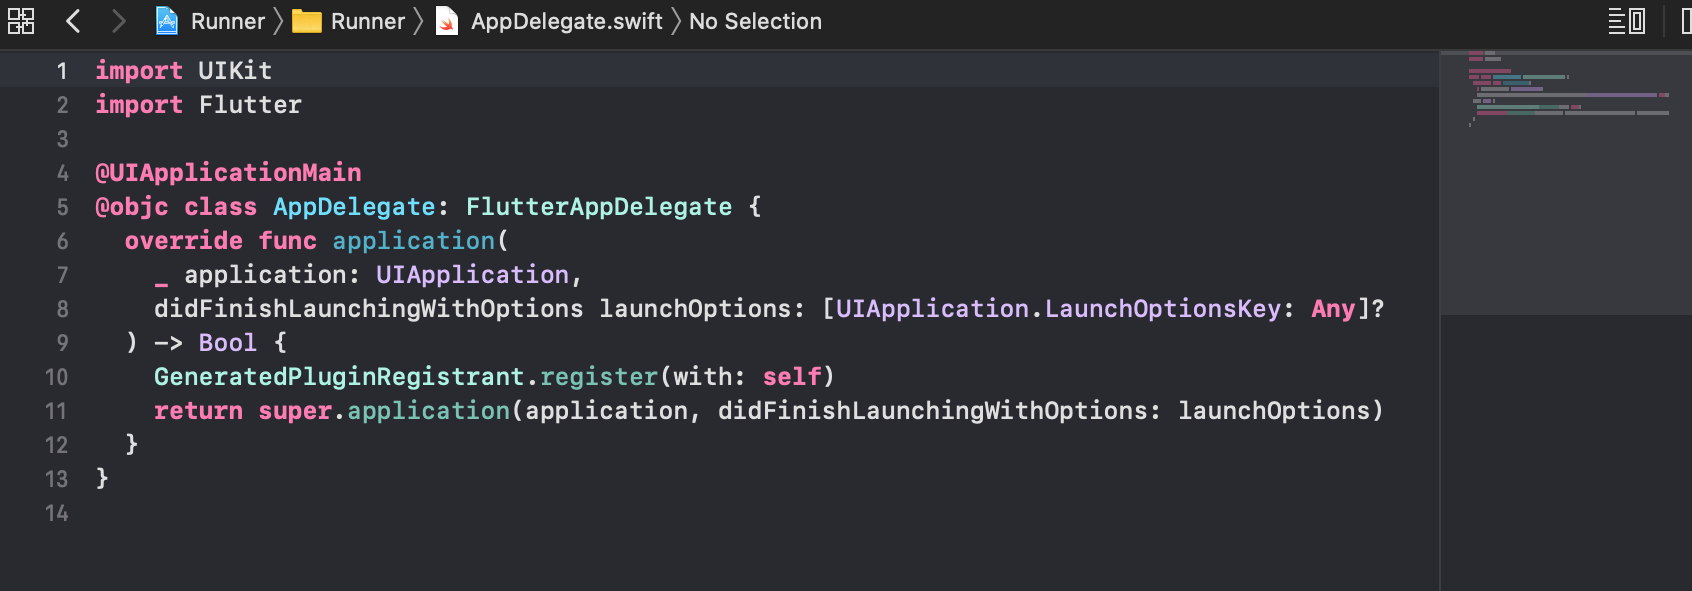 Runner Runner AppDelegate.swift No Selection
1 import UIKit
2 import Flutter
3
4 @UIApplicationMain
5 @objc class AppDelegate: FlutterAppDelegate {
6   override func application(
7     _ application: UIApplication,
8     didFinishLaunchingWithOptions launchOptions: [UIApplication.LaunchOptionsKey: Any]?
9   ) -> Bool {
10     GeneratedPluginRegistrant.register(with: self)
11     return super.application(application, didFinishLaunchingWithOptions: launchOptions)
12   }
13 }
14